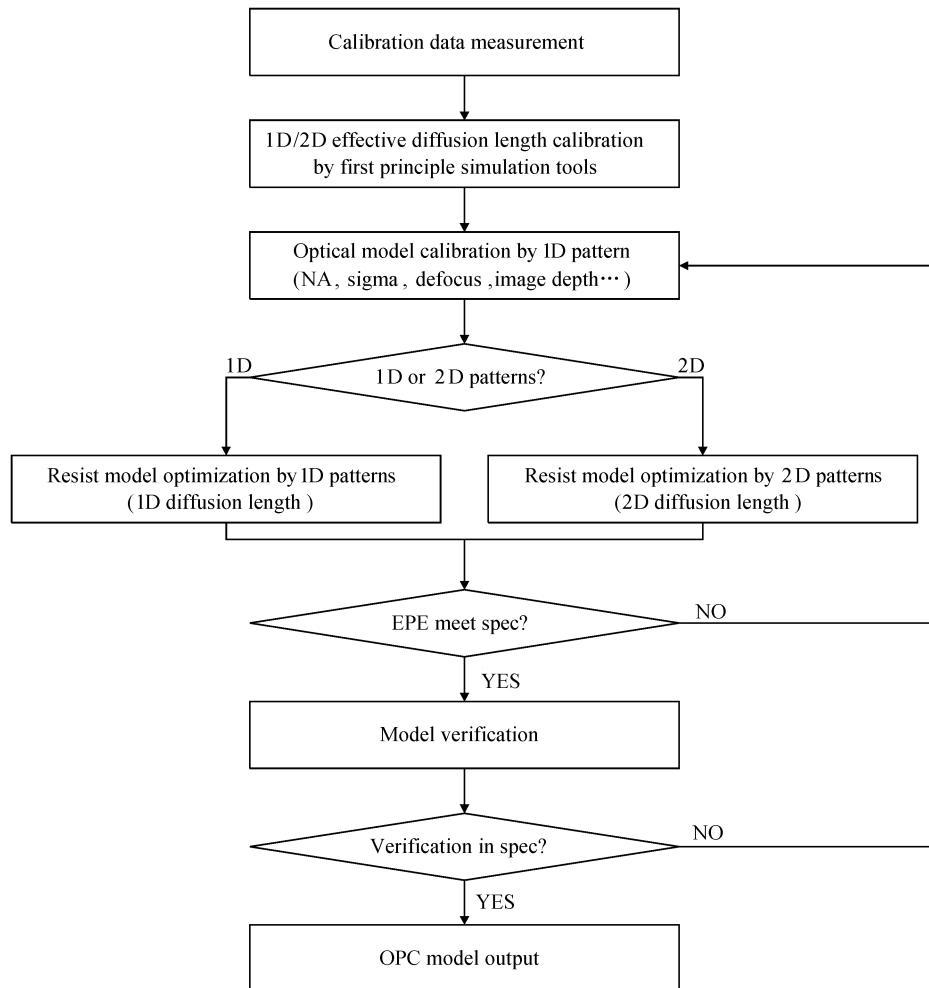 Calibration data measurement
1D/2D effective diffusion length calibration
by first principle simulation tools
Optical model calibration by 1D pattern
(NA, sigma, defocus ,image depth⋯)
1D
1D or 2D patterns?
2D
Resist model optimization by 1D patterns
(1D diffusion length )
Resist model optimization by 2D patterns
(2D diffusion length )
EPE meet spec?
NO
YES
Model verification
Verification in spec?
NO
YES
OPC model output